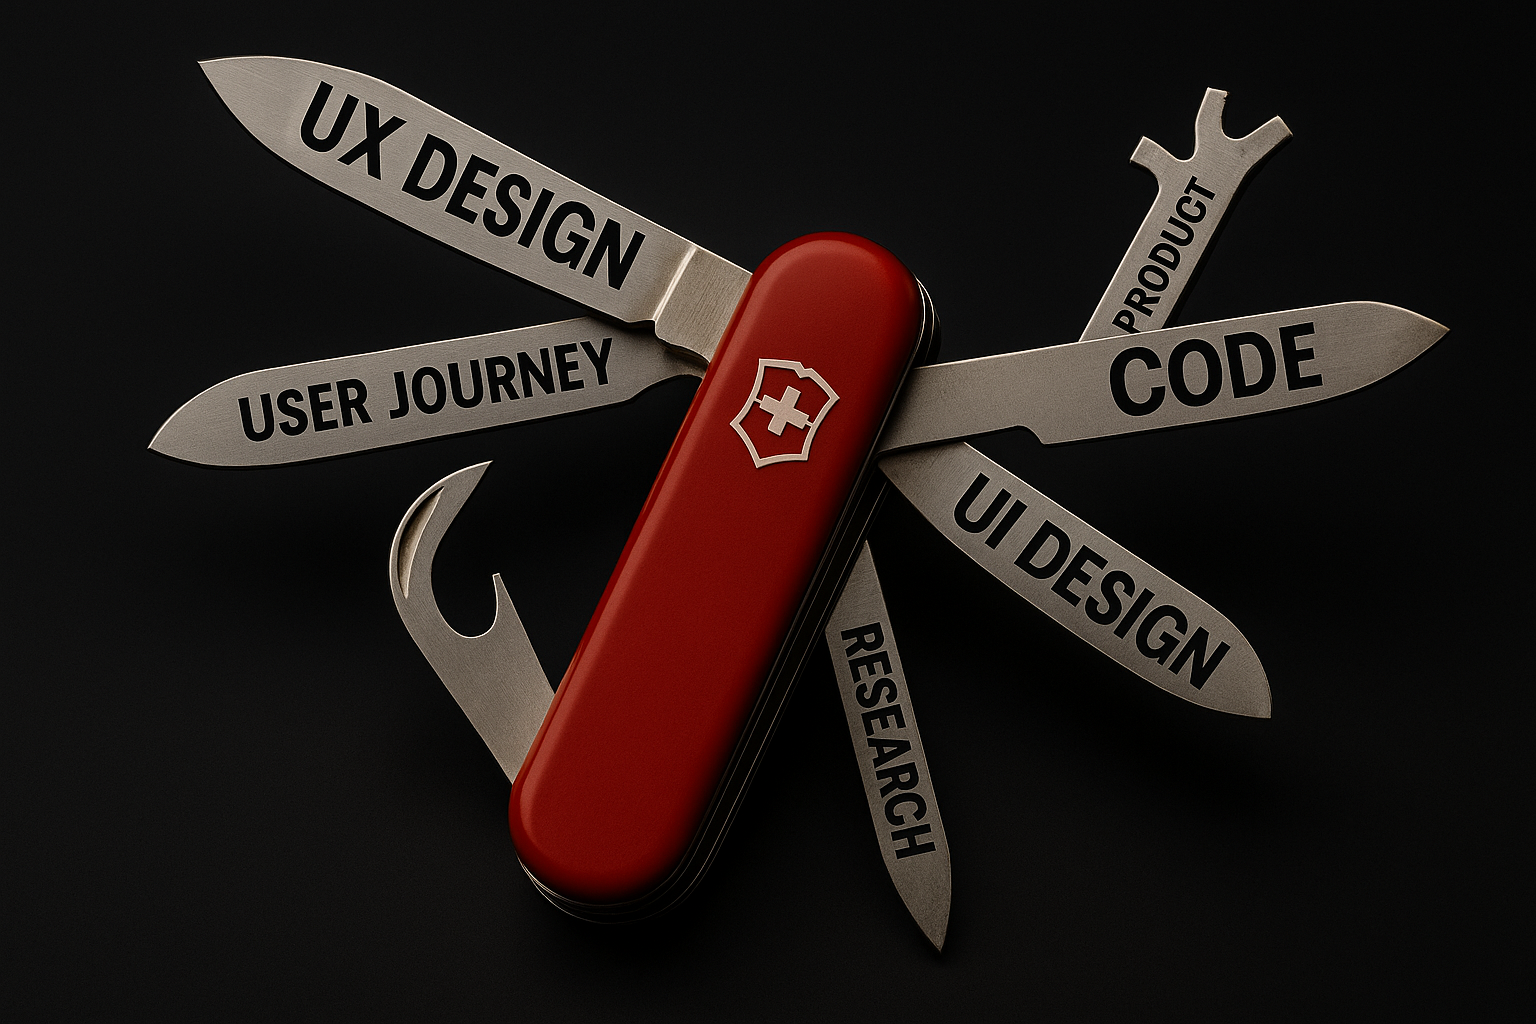 UX DESIGN
USER JOURNEY
PRODUCT
CODE
UI DESIGN
RESEARCH